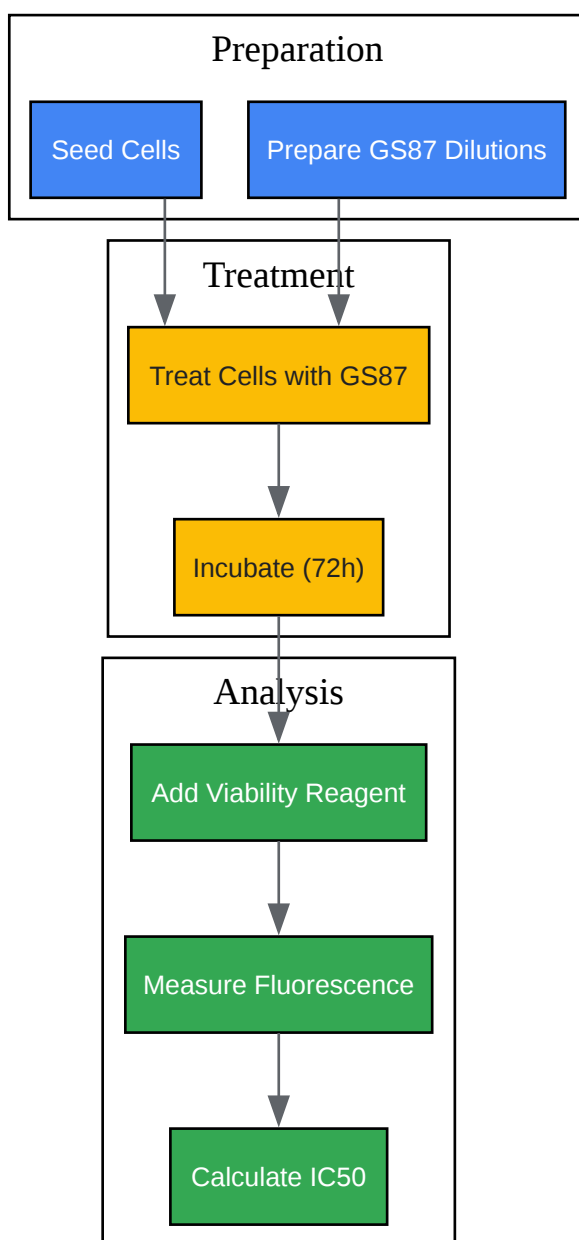 Preparation
Seed Cells
Prepare GS87 Dilutions
Treatment
Treat Cells with GS87
Incubate (72h)
Analysis
Add Viability Reagent
Measure Fluorescence
Calculate IC50